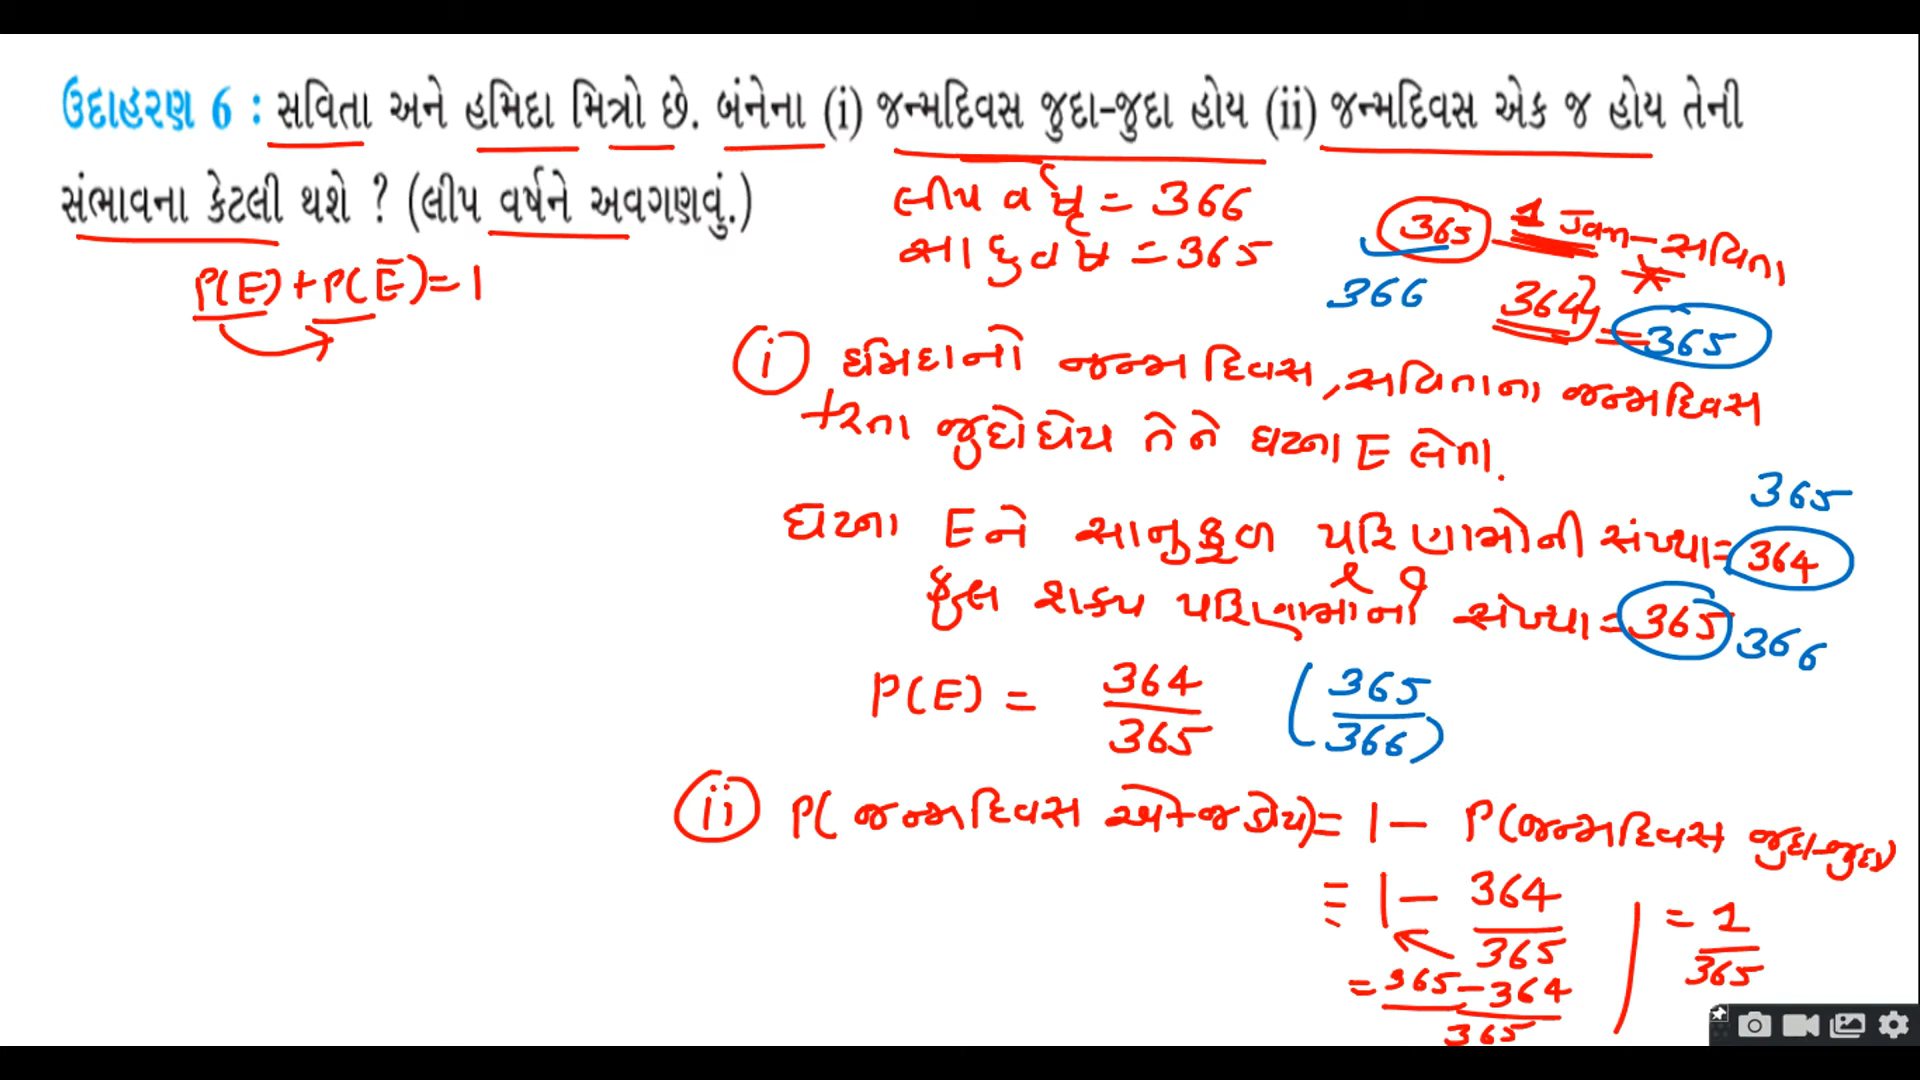 ઉદાહરણ 6 : સવિતા અને હમિદા મિત્રો છે. બંનેના (i) જન્મદિવસ જુદા-જુદા હોય (ii) જન્મદિવસ એક જ હોય તેની
સંભાવના કેટલી થશે ? (લીપ વર્ષને અવગણવું.)
લીપ વર્ષ = 366
સાદુ વર્ષ = 365
365 1 Jan - સવિતા
366 364} = 365
P(E) + P(Ē) = 1
(i) હમિદાનો જન્મદિવસ, સવિતાના જન્મદિવસ
કરતા જુદો હોય તેને ઘટના E લેતા.
365
ઘટના E ને સાનુકૂળ પરિણામોની સંખ્યા = 364
કુલ શક્ય પરિણામોની સંખ્યા = 365 366
P(E) = 364/365 (365/366)
(ii) P(જન્મદિવસ એક જ હોય) = 1 - P(જન્મદિવસ જુદા-જુદા)
= 1 - 364/365
= 365-364/365 | = 1/365